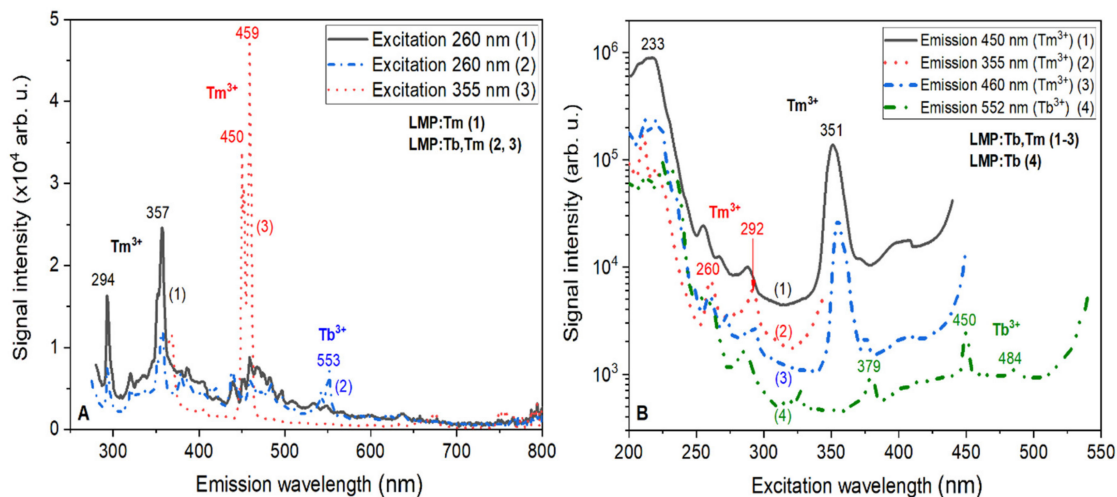 459
Excitation 260 nm (1)
Excitation 260 nm (2)
Excitation 355 nm (3)
Tm³⁺
LMP:Tm (1)
LMP:Tb,Tm (2, 3)
450
357
Tm³⁺
294
(1)
(3)
Tb³⁺
553
(2)
A
Signal intensity (x10⁴ arb. u.)
5
4
3
2
1
0
300 400 500 600 700 800
Emission wavelength (nm)
233
Emission 450 nm (Tm³⁺) (1)
Emission 355 nm (Tm³⁺) (2)
Emission 460 nm (Tm³⁺) (3)
Emission 552 nm (Tb³⁺) (4)
Tm³⁺
351
LMP:Tb,Tm (1-3)
LMP:Tb (4)
Tm³⁺
292
260
(1)
(2)
(3)
(4)
379
450
Tb³⁺
484
B
Signal intensity (arb. u.)
10⁶
10⁵
10⁴
10³
200 250 300 350 400 450 500 550
Excitation wavelength (nm)